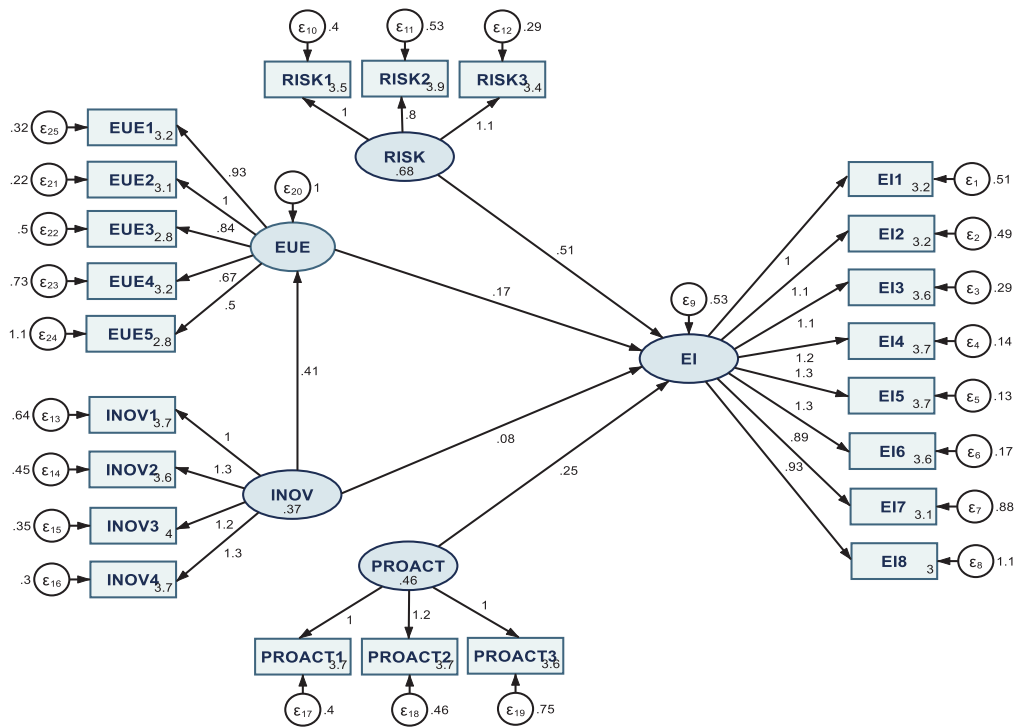 ε10 .4
ε11 .53
ε12 .29
RISK1 3.5
RISK2 3.9
RISK3 3.4
1
.8
1.1
RISK
.68
.32 ε25
EUE1 3.2
.22 ε21
EUE2 3.1
.5 ε22
EUE3 2.8
.73 ε23
EUE4 3.2
1.1 ε24
EUE5 2.8
.93
1
.84
.67
.5
ε20 1
EUE
.51
.17
.41
ε9 .53
EI
EI1 3.2
ε1 .51
EI2 3.2
ε2 .49
EI3 3.6
ε3 .29
EI4 3.7
ε4 .14
EI5 3.7
ε5 .13
EI6 3.6
ε6 .17
EI7 3.1
ε7 .88
EI8 3
ε8 1.1
1
1.1
1.1
1.2
1.3
1.3
.89
.93
.64 ε13
INOV1 3.7
.45 ε14
INOV2 3.6
.35 ε15
INOV3 4
.3 ε16
INOV4 3.7
1
1.3
1.2
1.3
INOV
.37
.08
.25
PROACT
.46
1
1.2
1
PROACT1 3.7
PROACT2 3.7
PROACT3 3.6
ε17 .4
ε18 .46
ε19 .75